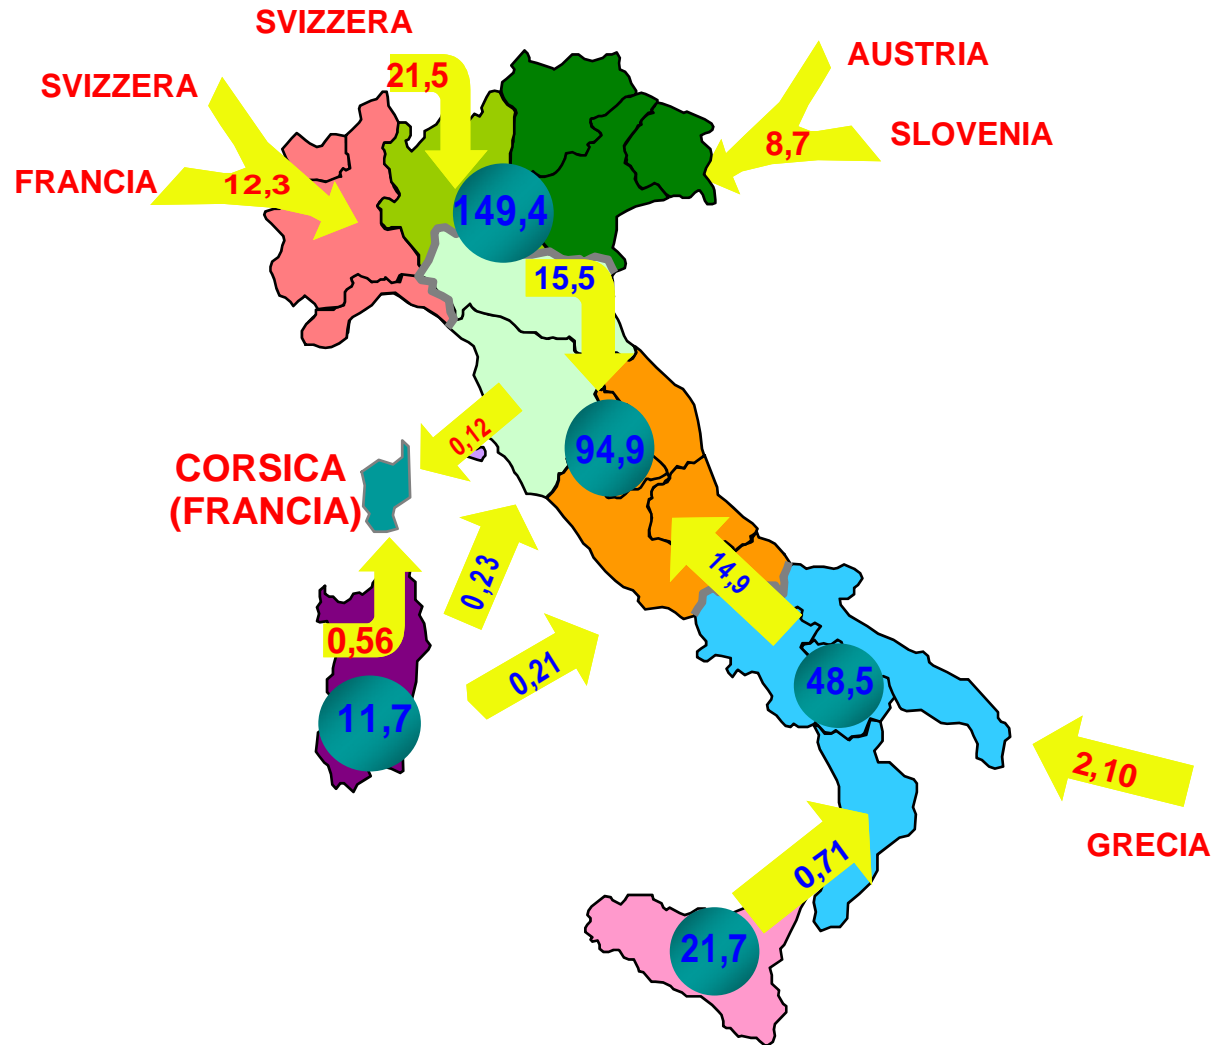 SVIZZERA
21,5
AUSTRIA
SVIZZERA
8,7
SLOVENIA
FRANCIA
12,3
149,4
15,5
0,12
94,9
CORSICA
(FRANCIA)
0,23
14,9
0,56
0,21
48,5
11,7
2,10
GRECIA
0,71
21,7